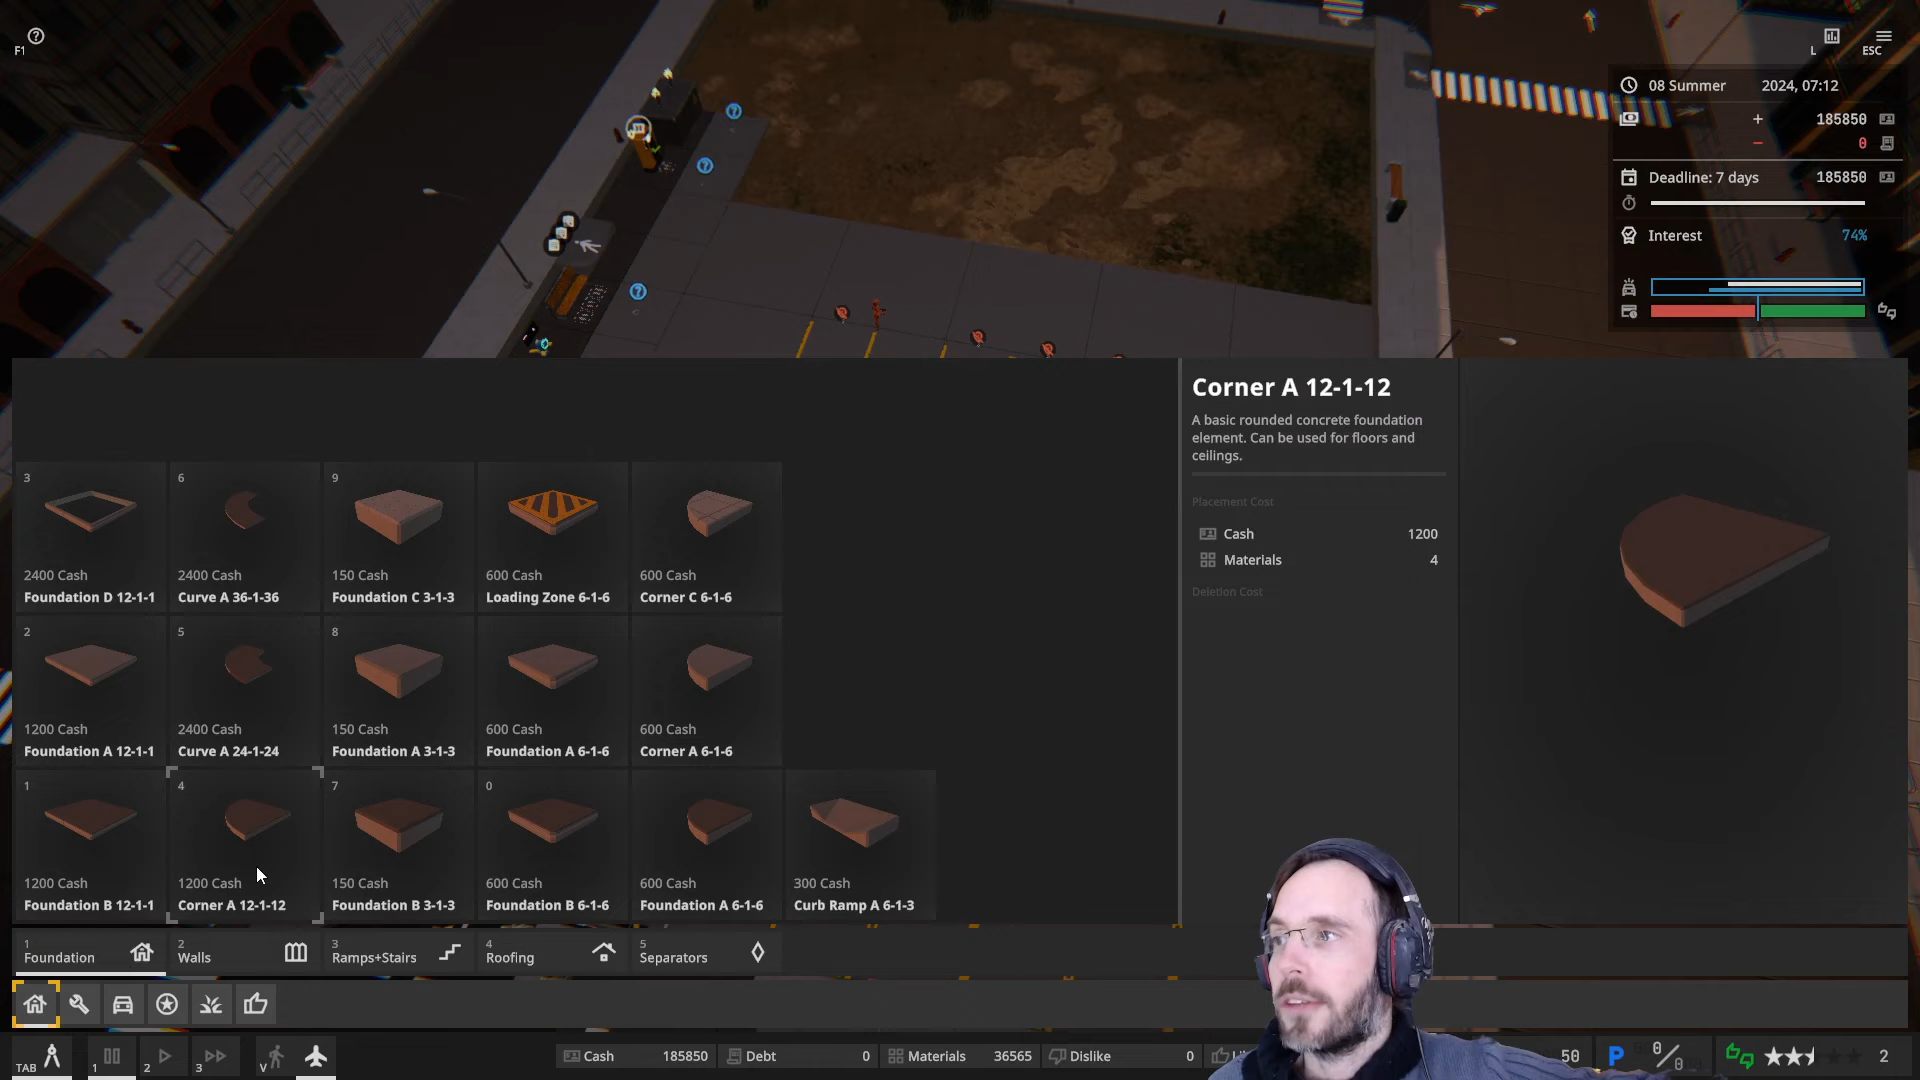 F1
L
ESC
08 Summer 2024, 07:12
+ 185850
− 0
Deadline: 7 days 185850
Interest 74%
Corner A 12-1-12
A basic rounded concrete foundation
element. Can be used for floors and
ceilings.
Placement Cost
Cash 1200
Materials 4
Deletion Cost
3 6 9
2400 Cash 2400 Cash 150 Cash 600 Cash 600 Cash
Foundation D 12-1-1 Curve A 36-1-36 Foundation C 3-1-3 Loading Zone 6-1-6 Corner C 6-1-6
2 5 8
1200 Cash 2400 Cash 150 Cash 600 Cash 600 Cash
Foundation A 12-1-1 Curve A 24-1-24 Foundation A 3-1-3 Foundation A 6-1-6 Corner A 6-1-6
1 4 7 0
1200 Cash 1200 Cash 150 Cash 600 Cash 600 Cash 300 Cash
Foundation B 12-1-1 Corner A 12-1-12 Foundation B 3-1-3 Foundation B 6-1-6 Foundation A 6-1-6 Curb Ramp A 6-1-3
1 2 3 4 5
Foundation Walls Ramps+Stairs Roofing Separators
TAB 1 2 3 V
Cash 185850 Debt 0 Materials 36565 Dislike 0 50 P 0/0 2